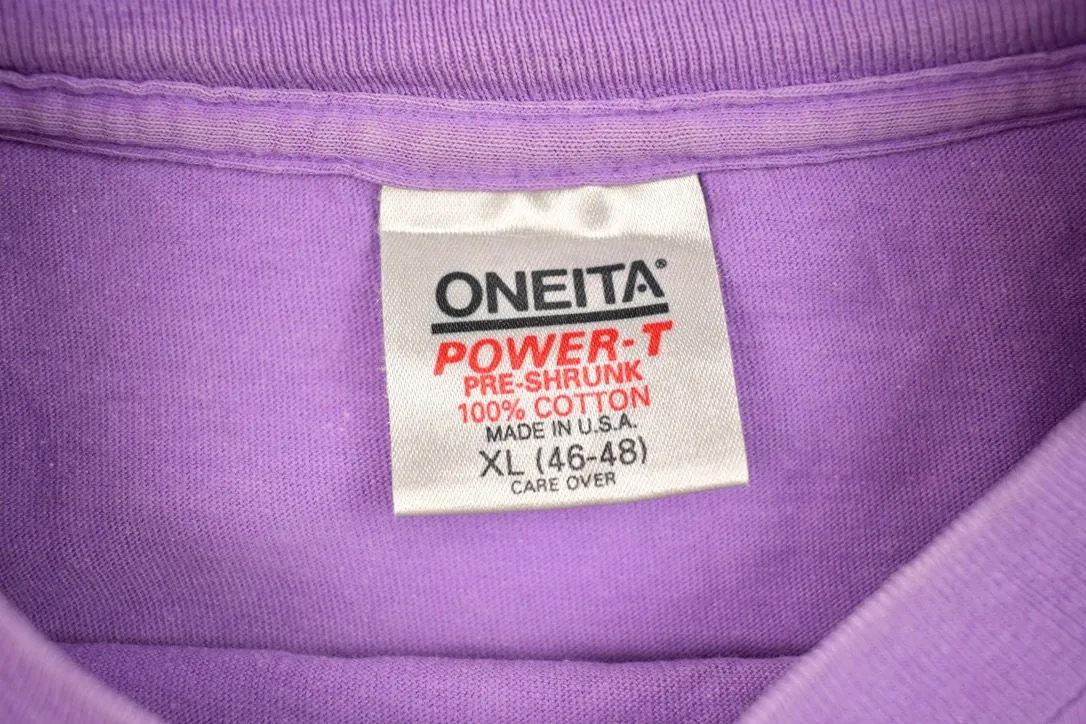 ONEITA®
POWER-T
PRE-SHRUNK
100% COTTON
MADE IN U.S.A.
XL (46-48)
CARE OVER